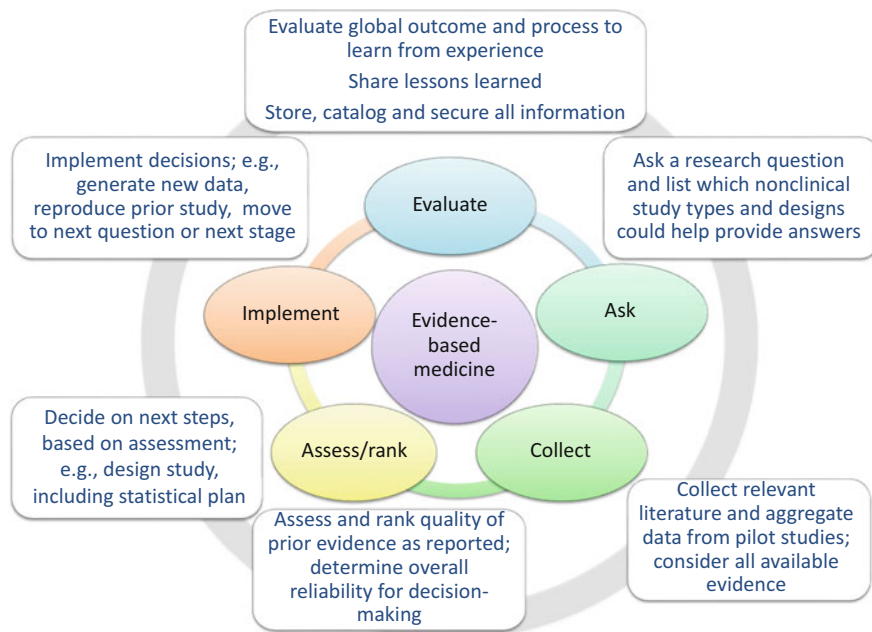 Evaluate global outcome and process to
learn from experience
Share lessons learned
Store, catalog and secure all information
Implement decisions; e.g.,
generate new data,
reproduce prior study, move
to next question or next stage
Ask a research question
and list which nonclinical
study types and designs
could help provide answers
Evaluate
Implement
Ask
Evidence-
based
medicine
Assess/rank
Collect
Decide on next steps,
based on assessment;
e.g., design study,
including statistical plan
Assess and rank quality of
prior evidence as reported;
determine overall
reliability for decision-
making
Collect relevant
literature and aggregate
data from pilot studies;
consider all available
evidence